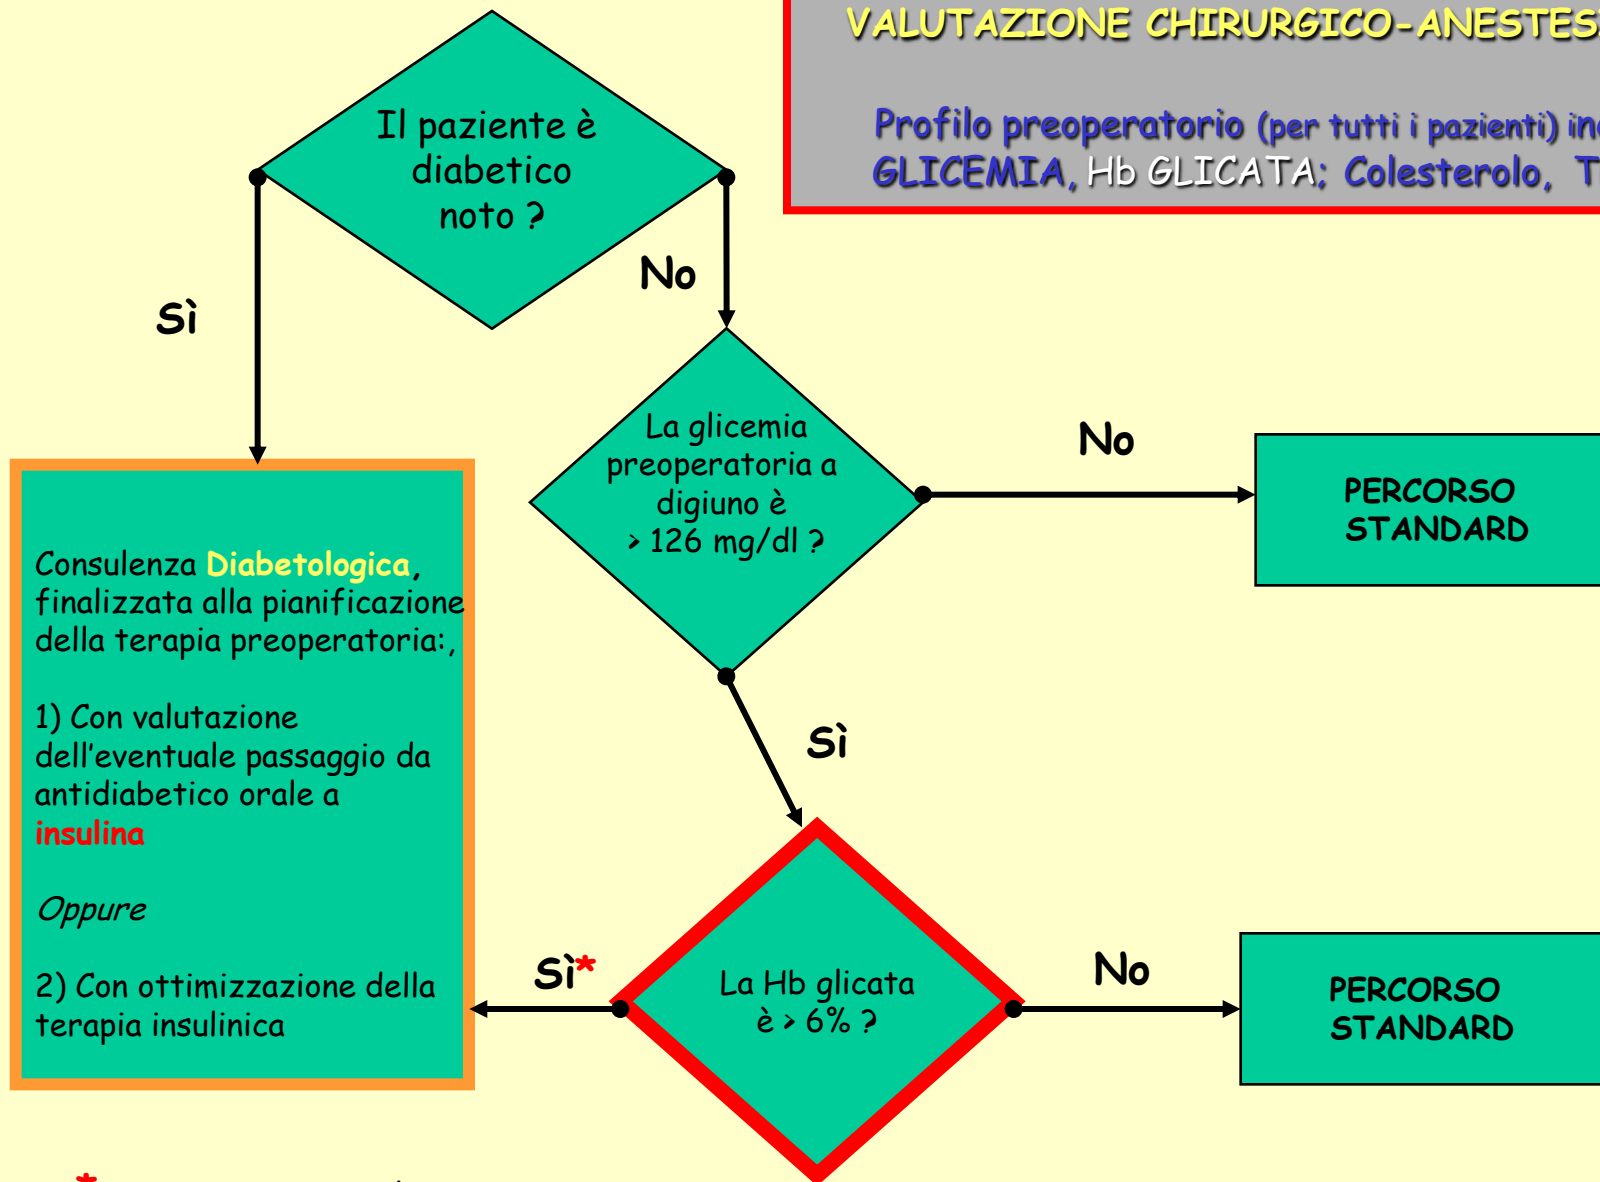 VALUTAZIONE
Profilo preoperatorio (per tutti i pazienti)
GLICEMIA, Hb GLICATA; Colesterolo,
Il paziente è
diabetico
noto ?
Sì
No
La glicemia
preoperatoria a
digiuno è
> 126 mg/dl ?
No
PERCORSO
STANDARD
Sì
Consulenza Diabetologica,
finalizzata alla pianificazione
della terapia preoperatoria:,
1) Con valutazione
dell'eventuale passaggio da
antidiabetico orale a
insulina
Oppure
2) Con ottimizzazione della
terapia insulinica
Sì*
La Hb glicata
è > 6% ?
No
PERCORSO
STANDARD
*